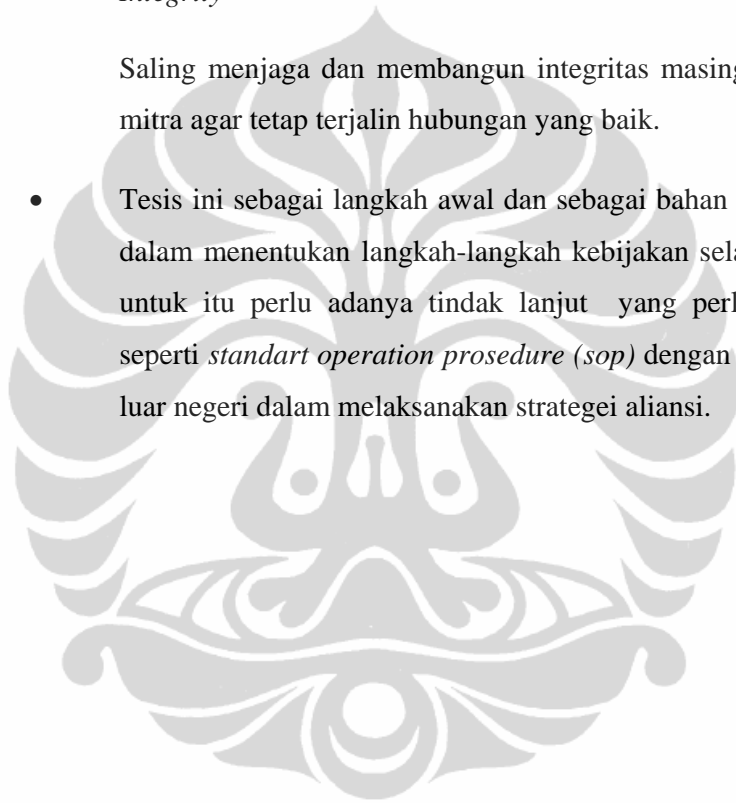 Integrity
Saling menjaga dan membangun integritas masing
mitra agar tetap terjalin hubungan yang baik.
• Tesis ini sebagai langkah awal dan sebagai bahan
dalam menentukan langkah-langkah kebijakan sela
untuk itu perlu adanya tindak lanjut yang perl
seperti standart operation prosedure (sop) dengan
luar negeri dalam melaksanakan strategei aliansi.